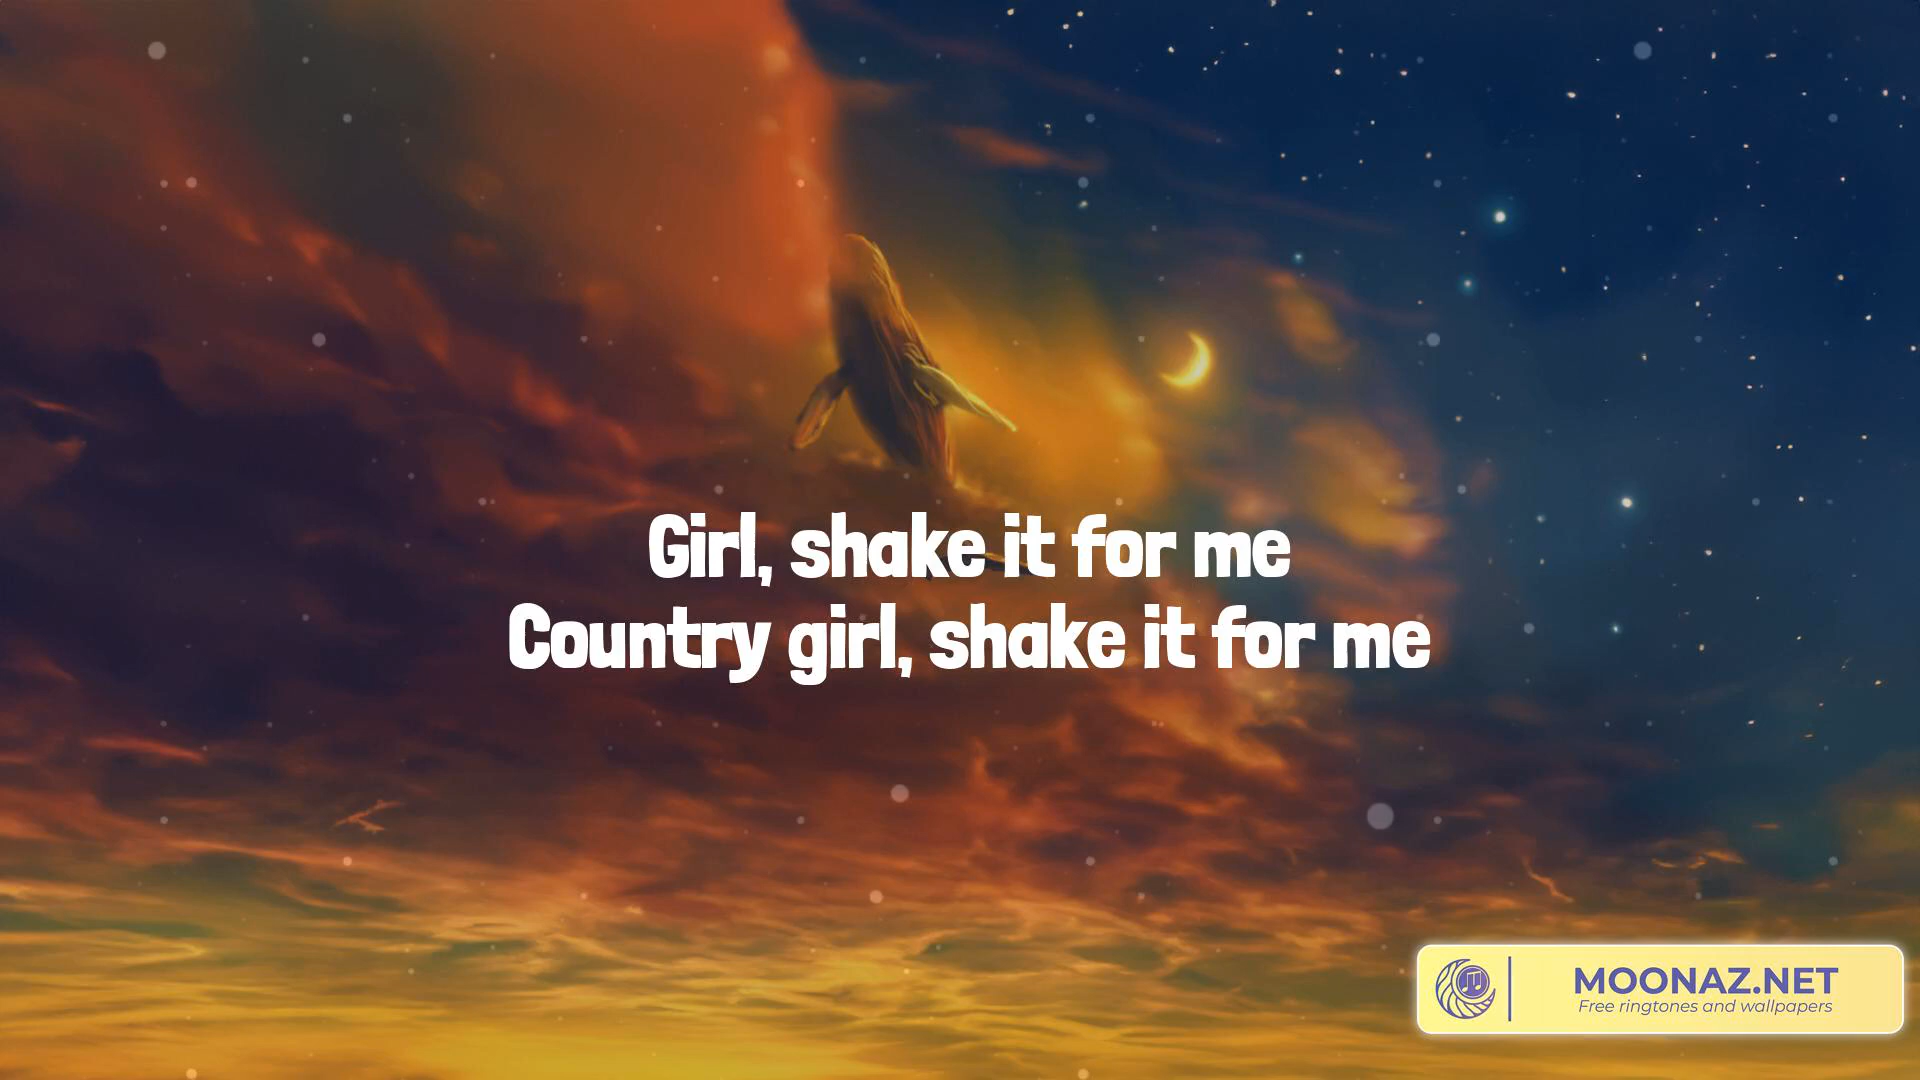 Girl, shake it for me
Country girl, shake it for me
MOONAZ.NET
Free ringtones and wallpapers